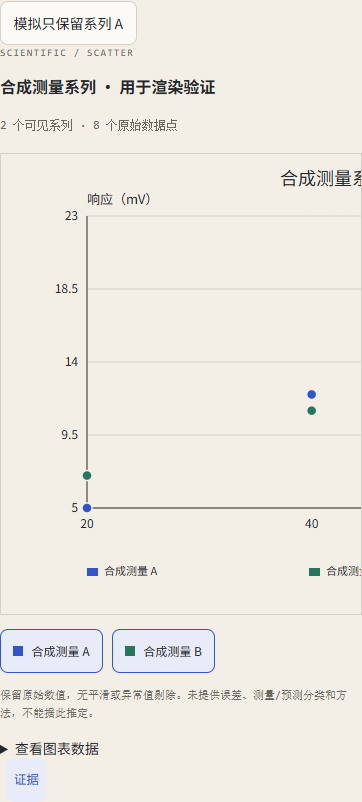 模拟只保留系列 A
SCIENTIFIC / SCATTER
合成测量系列 · 用于渲染验证
2 个可见系列 · 8 个原始数据点
合成测量系
响应（mV）
23
18.5
14
9.5
5
20
40
合成测量 A
合成测
合成测量 A
合成测量 B
保留原始数值，无平滑或异常值剔除。未提供误差、测量/预测分类和方
法，不能据此推定。
查看图表数据
证据